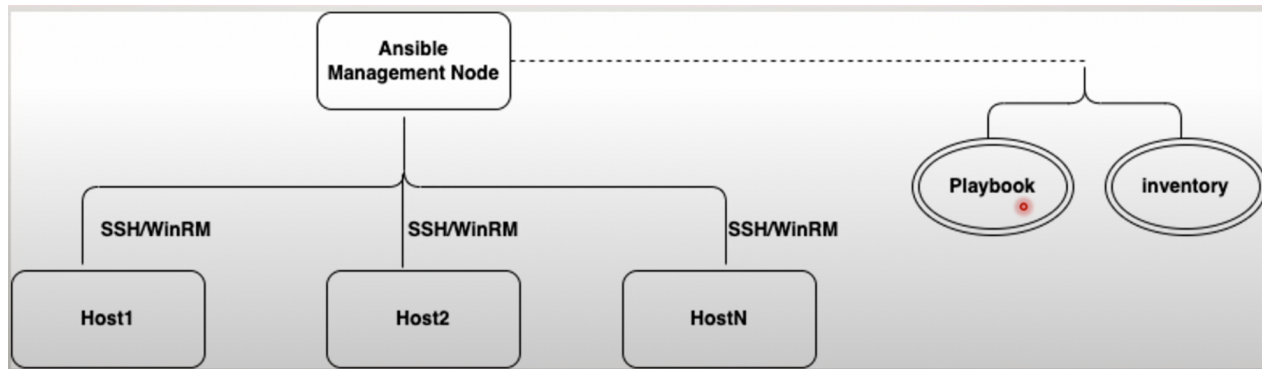 Ansible
Management Node
Playbook
inventory
SSH/WinRM
SSH/WinRM
SSH/WinRM
Host1
Host2
HostN